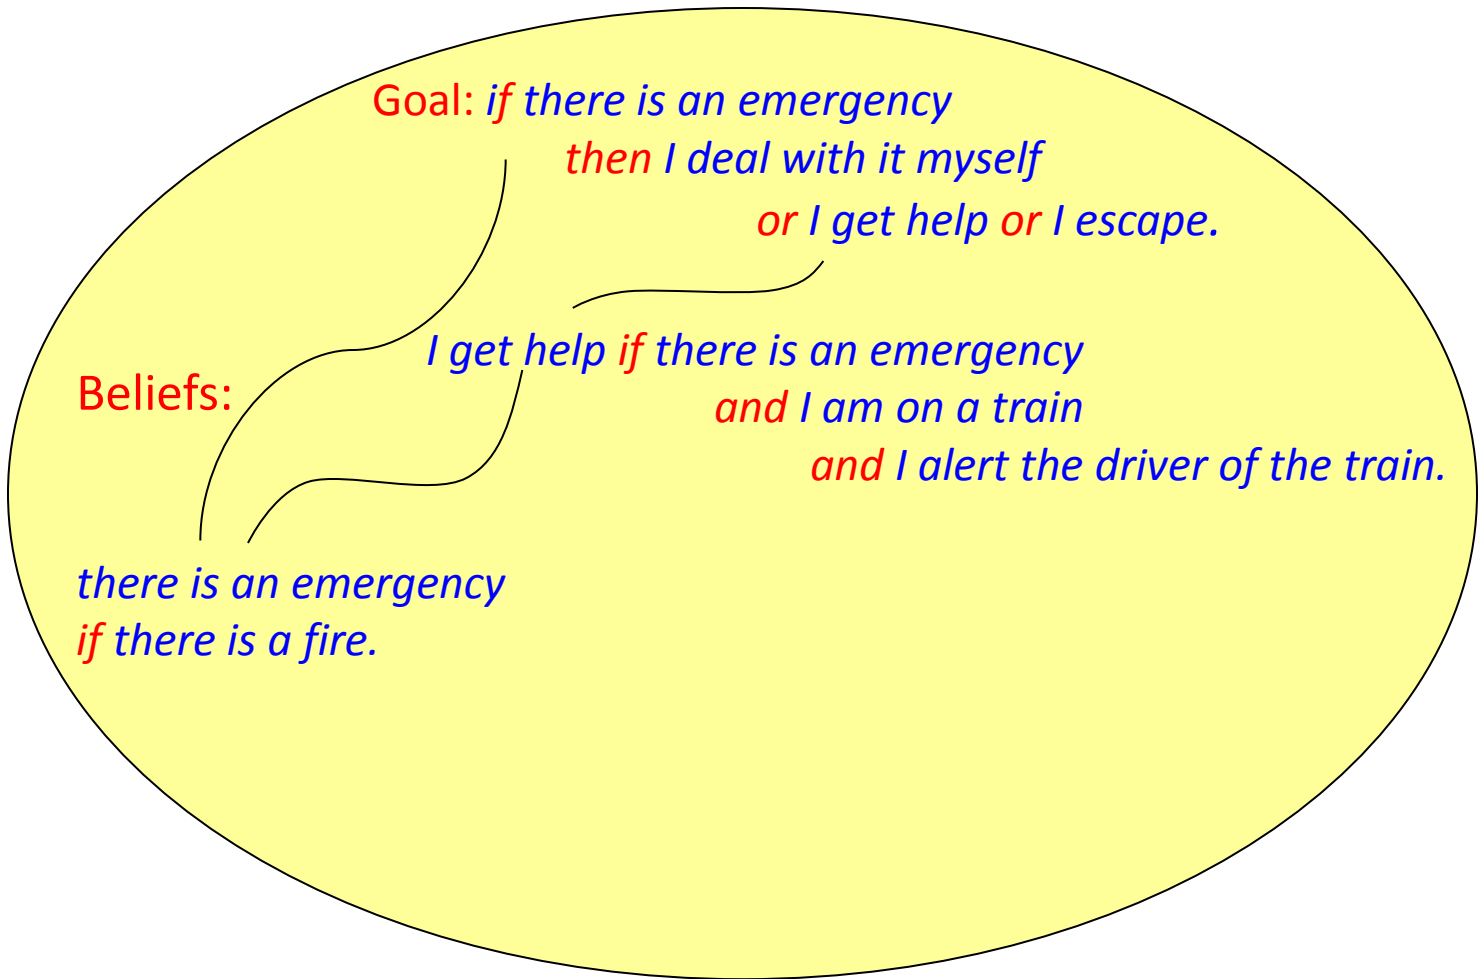 Goal: if there is an emergency
then I deal with it myself
or I get help or I escape.
I get help if there is an emergency
Beliefs:
and I am on a train
and I alert the driver of the train.
there is an emergency
if there is a fire.